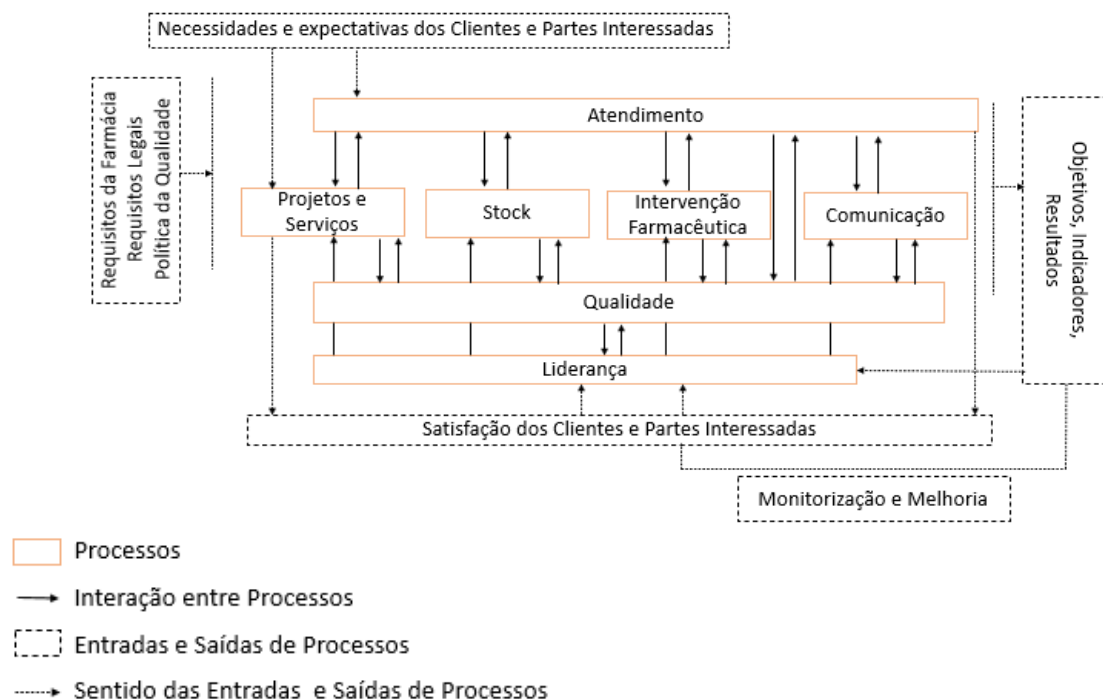 Necessidades e expectativas dos Clientes e Partes Interessadas
Requisitos da Farmácia
Requisitos Legais
Política da Qualidade
Atendimento
Projetos e
Serviços
Stock
Intervenção
Farmacêutica
Comunicação
Qualidade
Liderança
Objetivos, Indicadores,
Resultados
Satisfação dos Clientes e Partes Interessadas
Monitorização e Melhoria
Processos
Interação entre Processos
Entradas e Saídas de Processos
Sentido das Entradas e Saídas de Processos